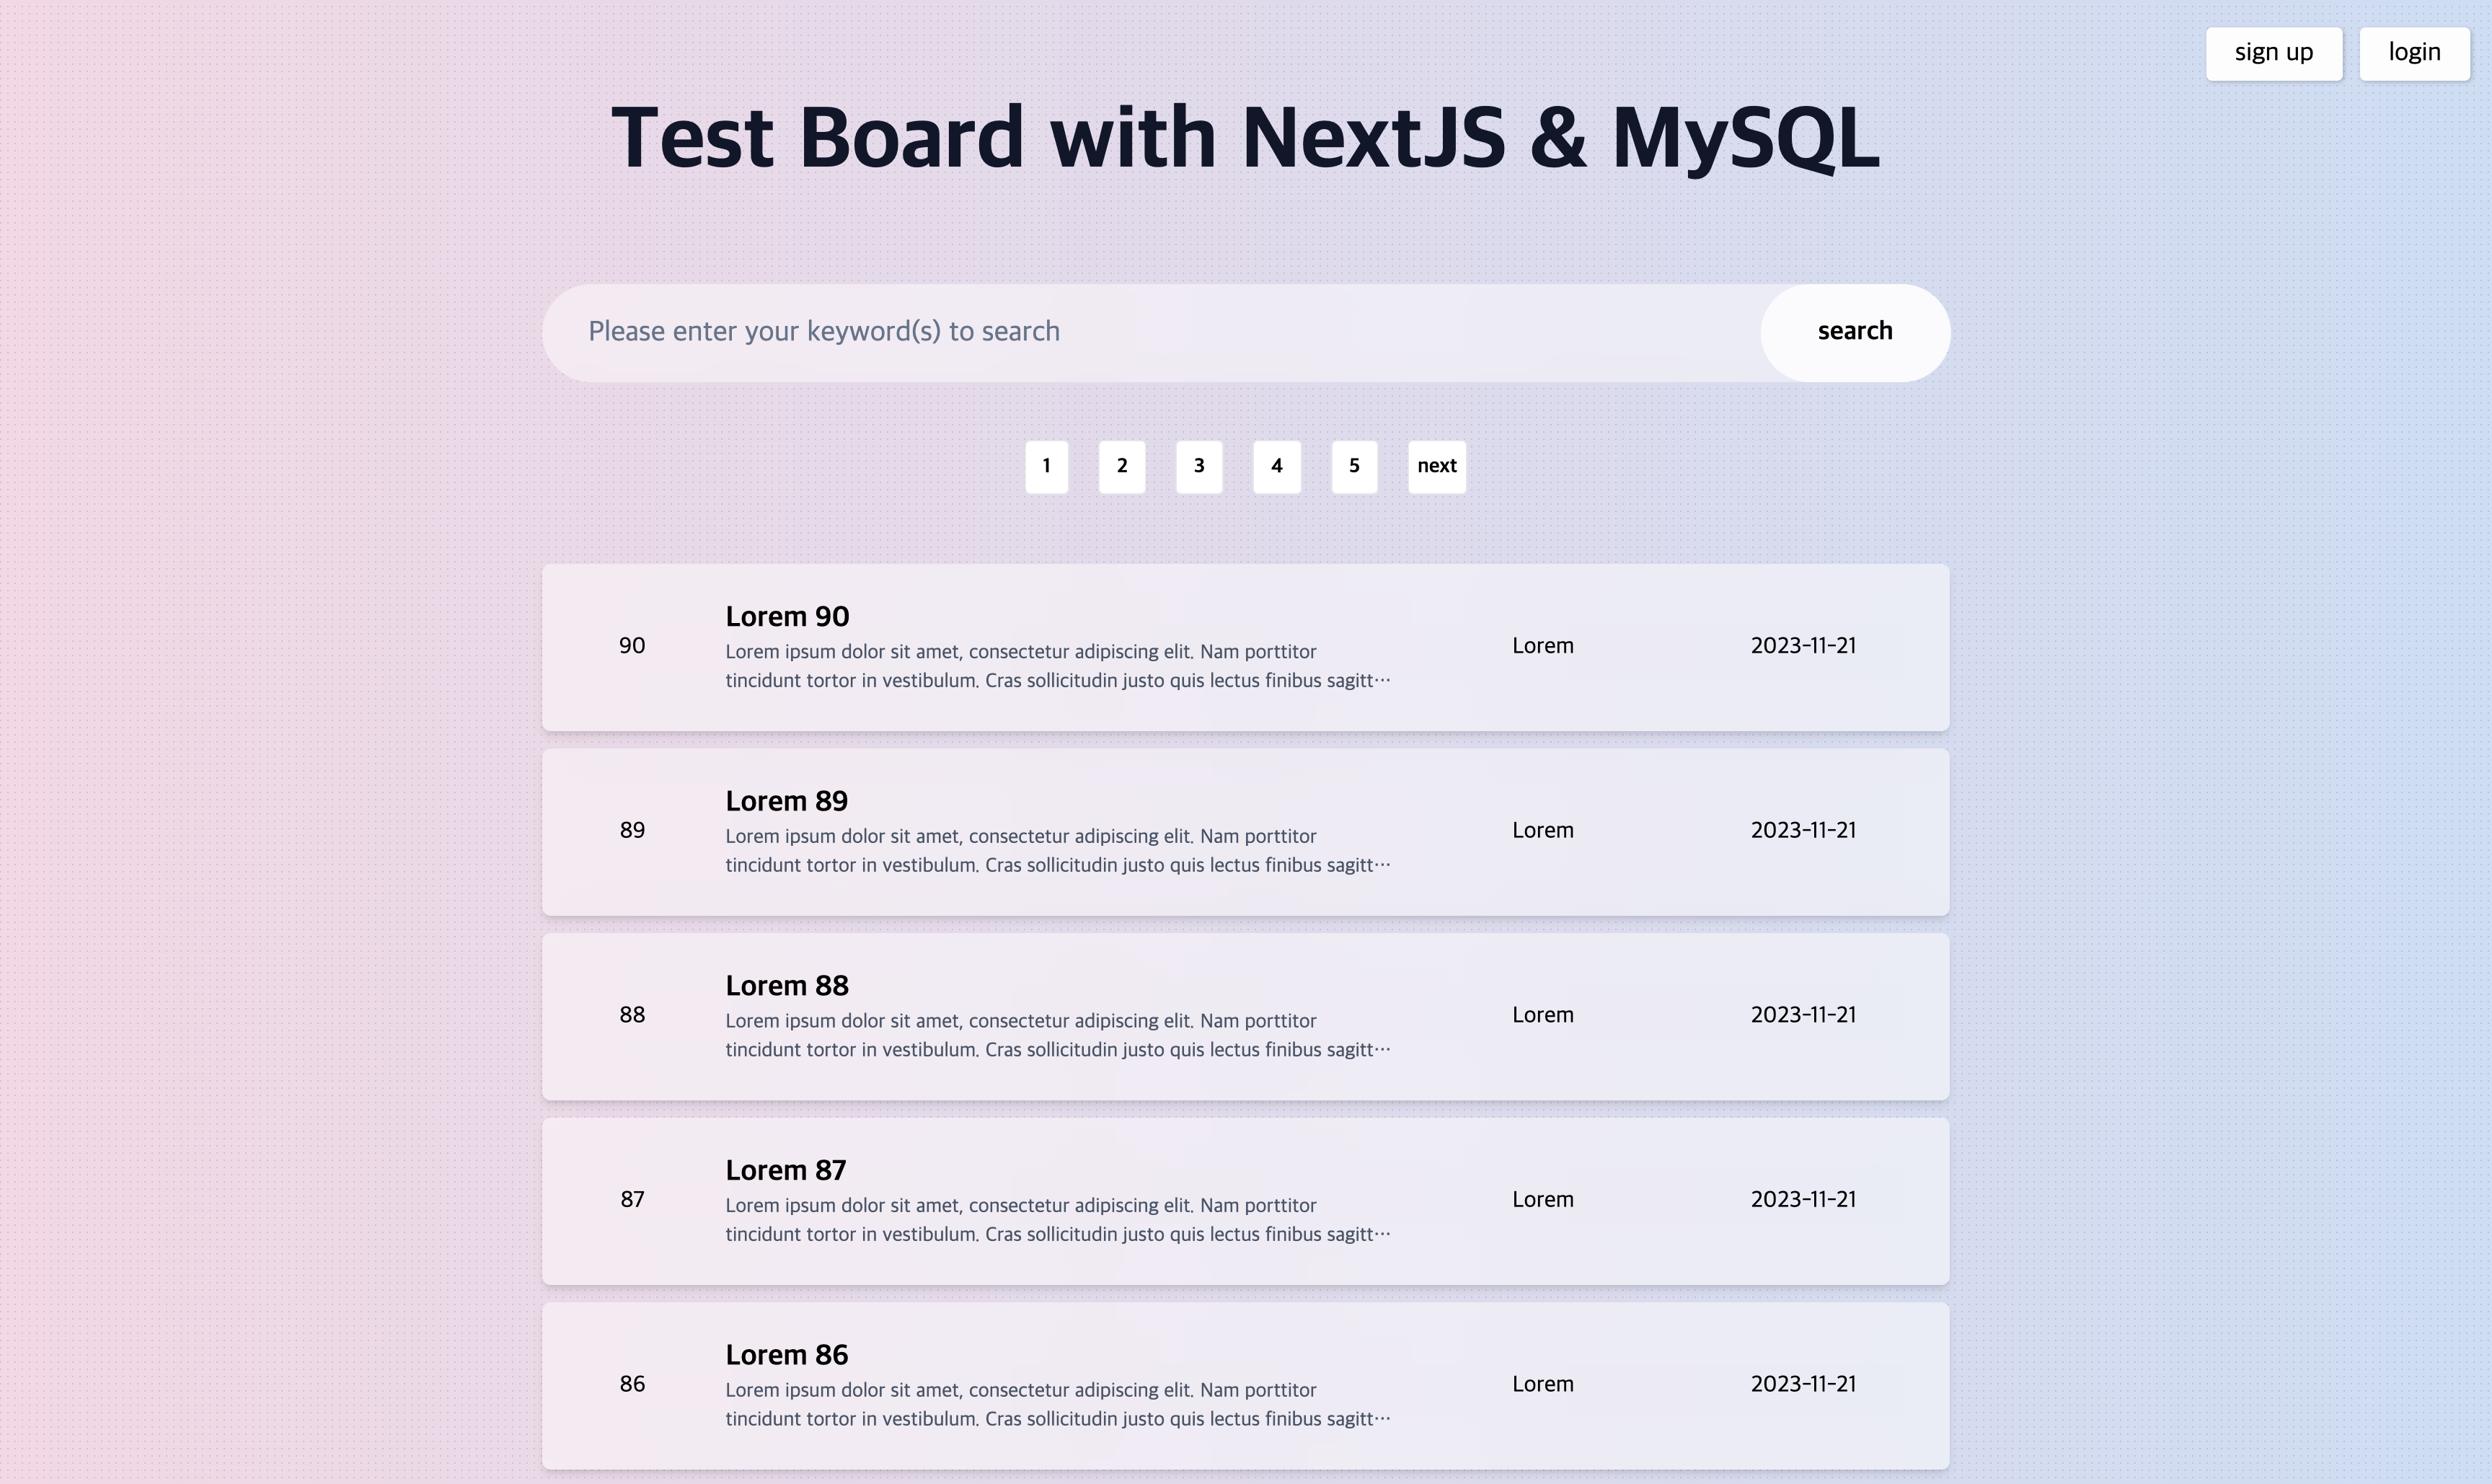 sign up
login
Test Board with NextJS & MySQL
Please enter your keyword(s) to search
search
1 2 3 4 5 next
90
Lorem 90
Lorem ipsum dolor sit amet, consectetur adipiscing elit. Nam porttitor
tincidunt tortor in vestibulum. Cras sollicitudin justo quis lectus finibus sagitt···
Lorem
2023-11-21
89
Lorem 89
Lorem ipsum dolor sit amet, consectetur adipiscing elit. Nam porttitor
tincidunt tortor in vestibulum. Cras sollicitudin justo quis lectus finibus sagitt···
Lorem
2023-11-21
88
Lorem 88
Lorem ipsum dolor sit amet, consectetur adipiscing elit. Nam porttitor
tincidunt tortor in vestibulum. Cras sollicitudin justo quis lectus finibus sagitt···
Lorem
2023-11-21
87
Lorem 87
Lorem ipsum dolor sit amet, consectetur adipiscing elit. Nam porttitor
tincidunt tortor in vestibulum. Cras sollicitudin justo quis lectus finibus sagitt···
Lorem
2023-11-21
86
Lorem 86
Lorem ipsum dolor sit amet, consectetur adipiscing elit. Nam porttitor
tincidunt tortor in vestibulum. Cras sollicitudin justo quis lectus finibus sagitt···
Lorem
2023-11-21